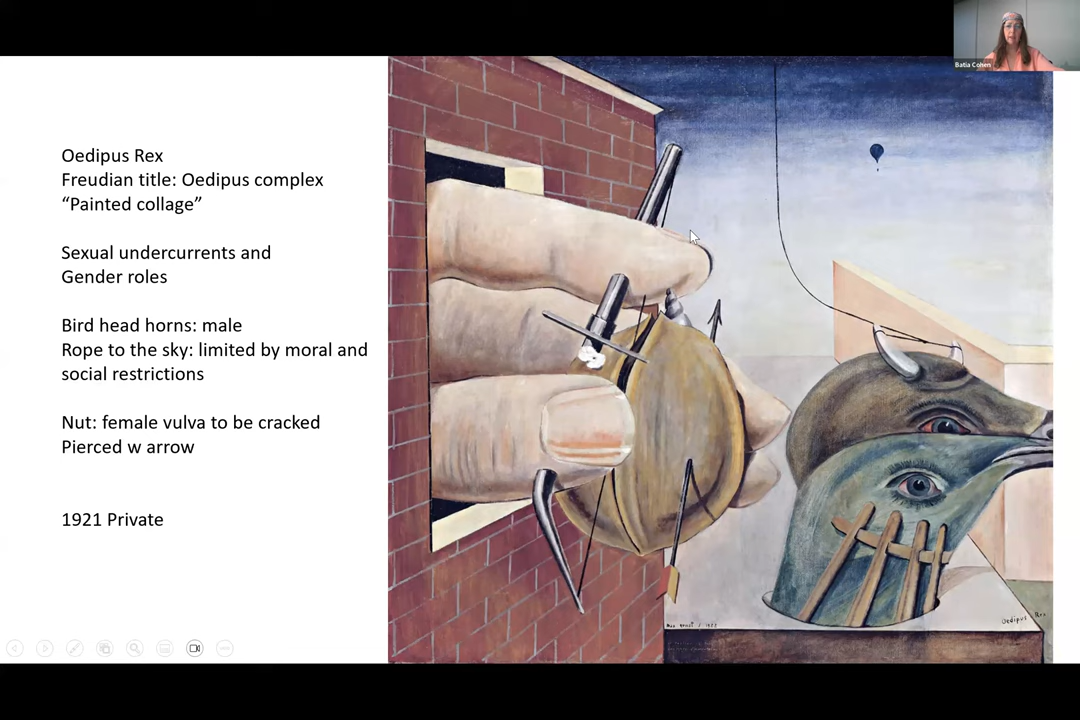 Batia Cohen
Oedipus Rex
Freudian title: Oedipus complex
“Painted collage”
Sexual undercurrents and
Gender roles
Bird head horns: male
Rope to the sky: limited by moral and
social restrictions
Nut: female vulva to be cracked
Pierced w arrow
1921 Private
Oedipus Rex